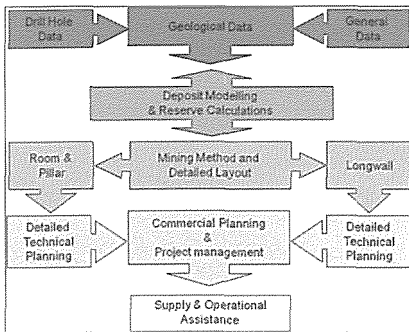 Drill Hole
Data
Geological Data
General
Data
Deposit Modelling
& Reserve Calculations
Room &
Pillar
Mining Method and
Detailed Layout
Longwall
Detailed
Technical
Planning
Commercial Planning
&
Project management
Detailed
Technical
Planning
Supply & Operational
Assistance